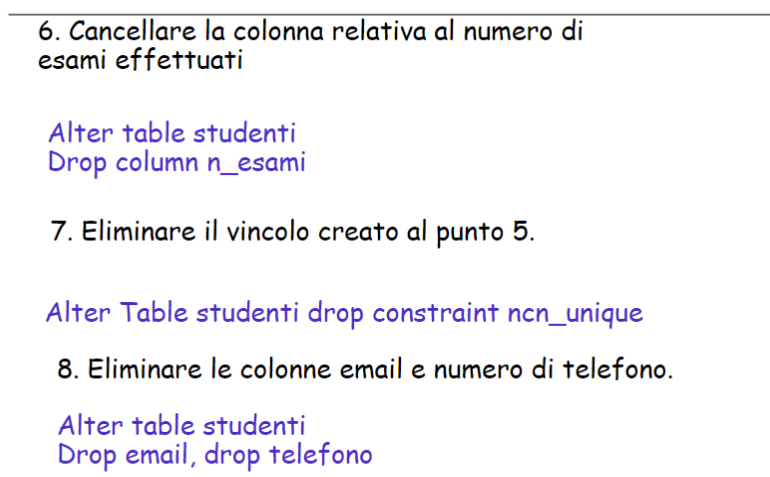 6. Cancellare la colonna relativa al numero di
esami effettuati
Alter table studenti
Drop column n_esami
7. Eliminare il vincolo creato al punto 5.
Alter Table studenti drop constraint ncn_unique
8. Eliminare le colonne email e numero di telefono.
Alter table studenti
Drop email, drop telefono